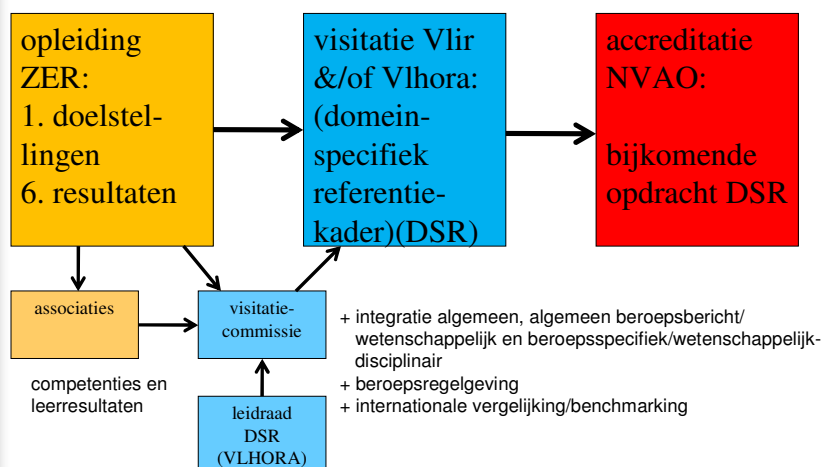 opleiding
ZER:
1. doelstel-
lingen
6. resultaten
visitatie Vlir
&/of Vlhora:
(domein-
specifiek
referentie-
kader)(DSR)
accreditatie
NVAO:
bijkomende
opdracht DSR
associaties
visitatie-
commissie
+ integratie algemeen, algemeen beroepsbericht/
wetenschappelijk en beroepsspecifiek/wetenschappelijk-
disciplinair
+ beroepsregelgeving
+ internationale vergelijking/benchmarking
competenties en
leerresultaten
leidraad
DSR
(VLHORA)